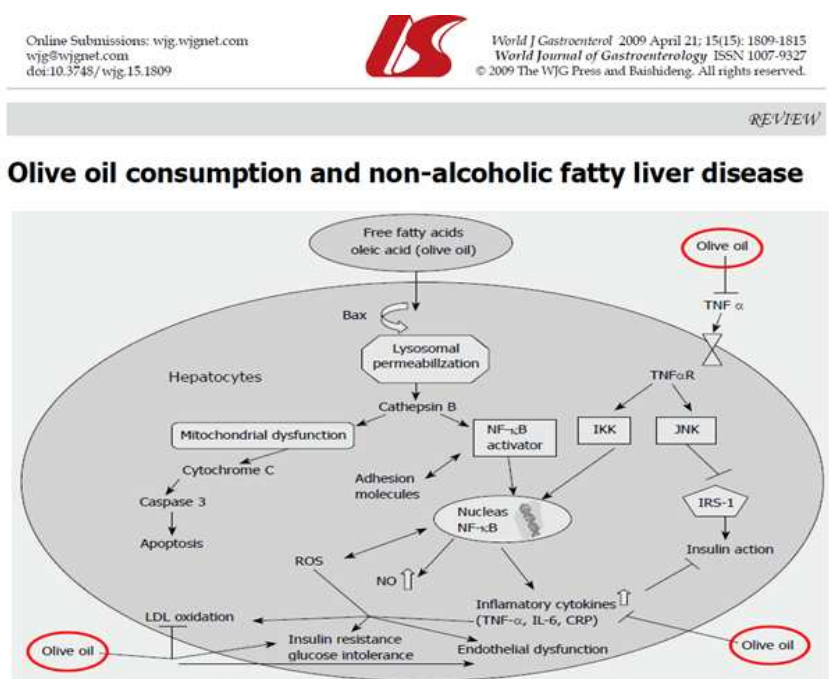 Online Submissions: wjg.wjgnet.com
wjg@wjgnet.com
doi:10.3748/wjg.15.1809
World J Gastroenterol 2009 April 21; 15(15): 1809-1815
World Journal of Gastroenterology ISSN 1007-9327
© 2009 The WJG Press and Baishideng. All rights reserved.
REVIEW
Olive oil consumption and non-alcoholic fatty liver disease
Free fatty acids
oleic acid (olive oil)
Olive oil
TNF α
Bax
Lysosomal
permeabillzation
Hepatocytes
TNFαR
Cathepsin B
Mitochondrial dysfunction
NF-κB
activator
IKK
JNK
Cytochrome C
Adhesion
molecules
Caspase 3
IRS-1
Nucleas
NF-κB
Apoptosis
Insulin action
ROS
NO
Inflamatory cytokines
(TNF-α, IL-6, CRP)
LDL oxidation
Olive oil
Insulin resistance
glucose intolerance
Endothelial dysfunction
Olive oil